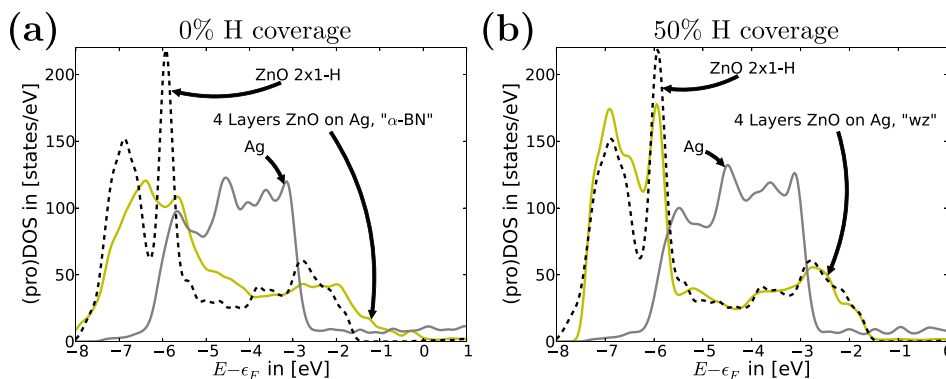 (a)
0% H coverage
(pro)DOS in [states/eV]
200
150
100
50
0
ZnO 2x1-H
4 Layers ZnO on Ag, "α-BN"
Ag
−8 −7 −6 −5 −4 −3 −2 −1 0 1
E−ϵF in [eV]
(b)
50% H coverage
(pro)DOS in [states/eV]
200
150
100
50
0
ZnO 2x1-H
4 Layers ZnO on Ag, "wz"
Ag
−8 −7 −6 −5 −4 −3 −2 −1 0
E−ϵF in [eV]